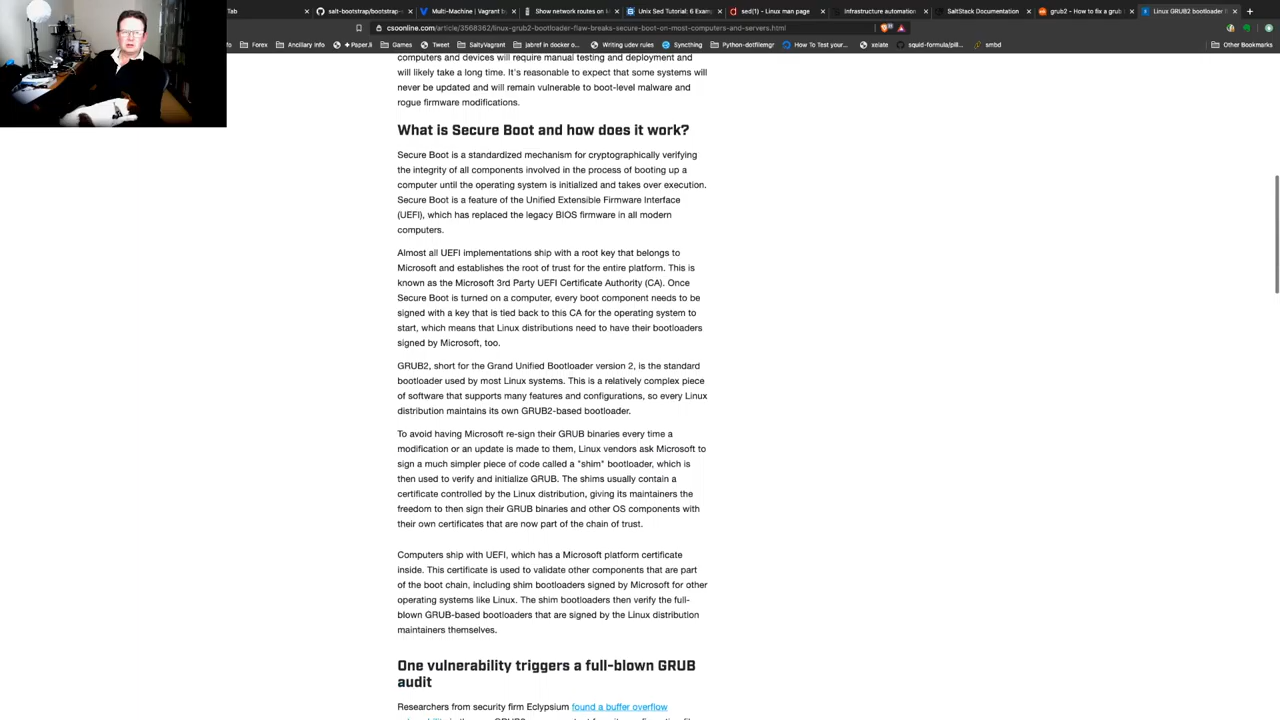 Tab
salt-bootstrap/bootstrap-
Multi-Machine | Vagrant b
Show network routes on M
Unix Sed Tutorial: 6 Examp
sed(1) - Linux man page
Infrastructure automation
SaltStack Documentation
grub2 - How to fix a grub
Linux GRUB2 bootloader f
csoonline.com/article/3568362/linux-grub2-bootloader-flaw-breaks-secure-boot-on-most-computers-and-servers.html
fo
Forex
Ancillary Info
+ Paper.li
Games
Tweet
SaltyVagrant
jabref in docker o...
Writing udev rules
Syncthing
Python-dotfilemgr
How To Test your...
xelate
squid-formula/pill...
smbd
Other Bookmarks
computers and devices will require manual testing and deployment and
will likely take a long time. It's reasonable to expect that some systems will
never be updated and will remain vulnerable to boot-level malware and
rogue firmware modifications.
What is Secure Boot and how does it work?
Secure Boot is a standardized mechanism for cryptographically verifying
the integrity of all components involved in the process of booting up a
computer until the operating system is initialized and takes over execution.
Secure Boot is a feature of the Unified Extensible Firmware Interface
(UEFI), which has replaced the legacy BIOS firmware in all modern
computers.
Almost all UEFI implementations ship with a root key that belongs to
Microsoft and establishes the root of trust for the entire platform. This is
known as the Microsoft 3rd Party UEFI Certificate Authority (CA). Once
Secure Boot is turned on a computer, every boot component needs to be
signed with a key that is tied back to this CA for the operating system to
start, which means that Linux distributions need to have their bootloaders
signed by Microsoft, too.
GRUB2, short for the Grand Unified Bootloader version 2, is the standard
bootloader used by most Linux systems. This is a relatively complex piece
of software that supports many features and configurations, so every Linux
distribution maintains its own GRUB2-based bootloader.
To avoid having Microsoft re-sign their GRUB binaries every time a
modification or an update is made to them, Linux vendors ask Microsoft to
sign a much simpler piece of code called a "shim" bootloader, which is
then used to verify and initialize GRUB. The shims usually contain a
certificate controlled by the Linux distribution, giving its maintainers the
freedom to then sign their GRUB binaries and other OS components with
their own certificates that are now part of the chain of trust.
Computers ship with UEFI, which has a Microsoft platform certificate
inside. This certificate is used to validate other components that are part
of the boot chain, including shim bootloaders signed by Microsoft for other
operating systems like Linux. The shim bootloaders then verify the full-
blown GRUB-based bootloaders that are signed by the Linux distribution
maintainers themselves.
One vulnerability triggers a full-blown GRUB
audit
Researchers from security firm Eclypsium found a buffer overflow